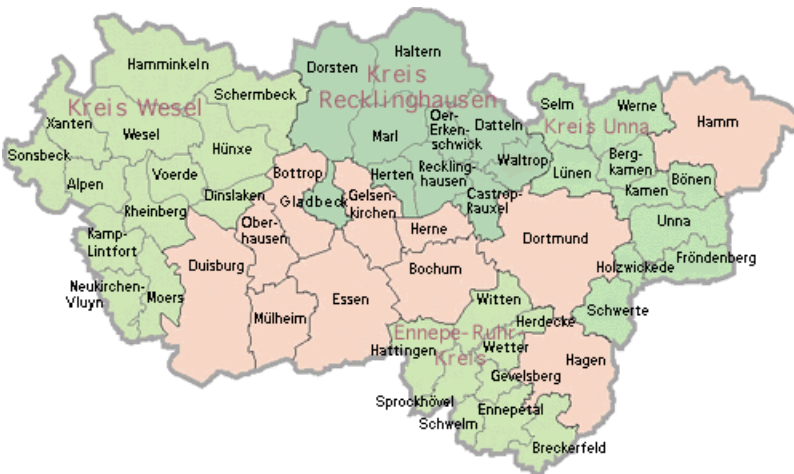 Haltern
Hamminkeln
Dorsten
Kreis
Recklinghausen
Schermbeck
Kreis Wesel
Selm
Werne
Kreis Unna
Hamm
Xanten
Wesel
Marl
Oer-
Erken-
schwick
Datteln
Sonsbeck
Hünxe
Waltrop
Berg-
kamen
Alpen
Voerde
Bottrop
Herten
Reckling-
hausen
Lünen
Kamen
Bönen
Dinslaken
Gladbeck
Gelsen-
kirchen
Castrop-
Rauxel
Rheinberg
Ober-
hausen
Herne
Dortmund
Unna
Kamp-
Lintfort
Duisburg
Bochum
Holzwickede
Fröndenberg
Neukirchen-
Vluyn
Moers
Essen
Witten
Mülheim
Schwerte
Ennepe-Ruhr
Kreis
Herdecke
Hattingen
Wetter
Hagen
Gevelsberg
Sprockhövel
Ennepetal
Schwelm
Breckerfeld